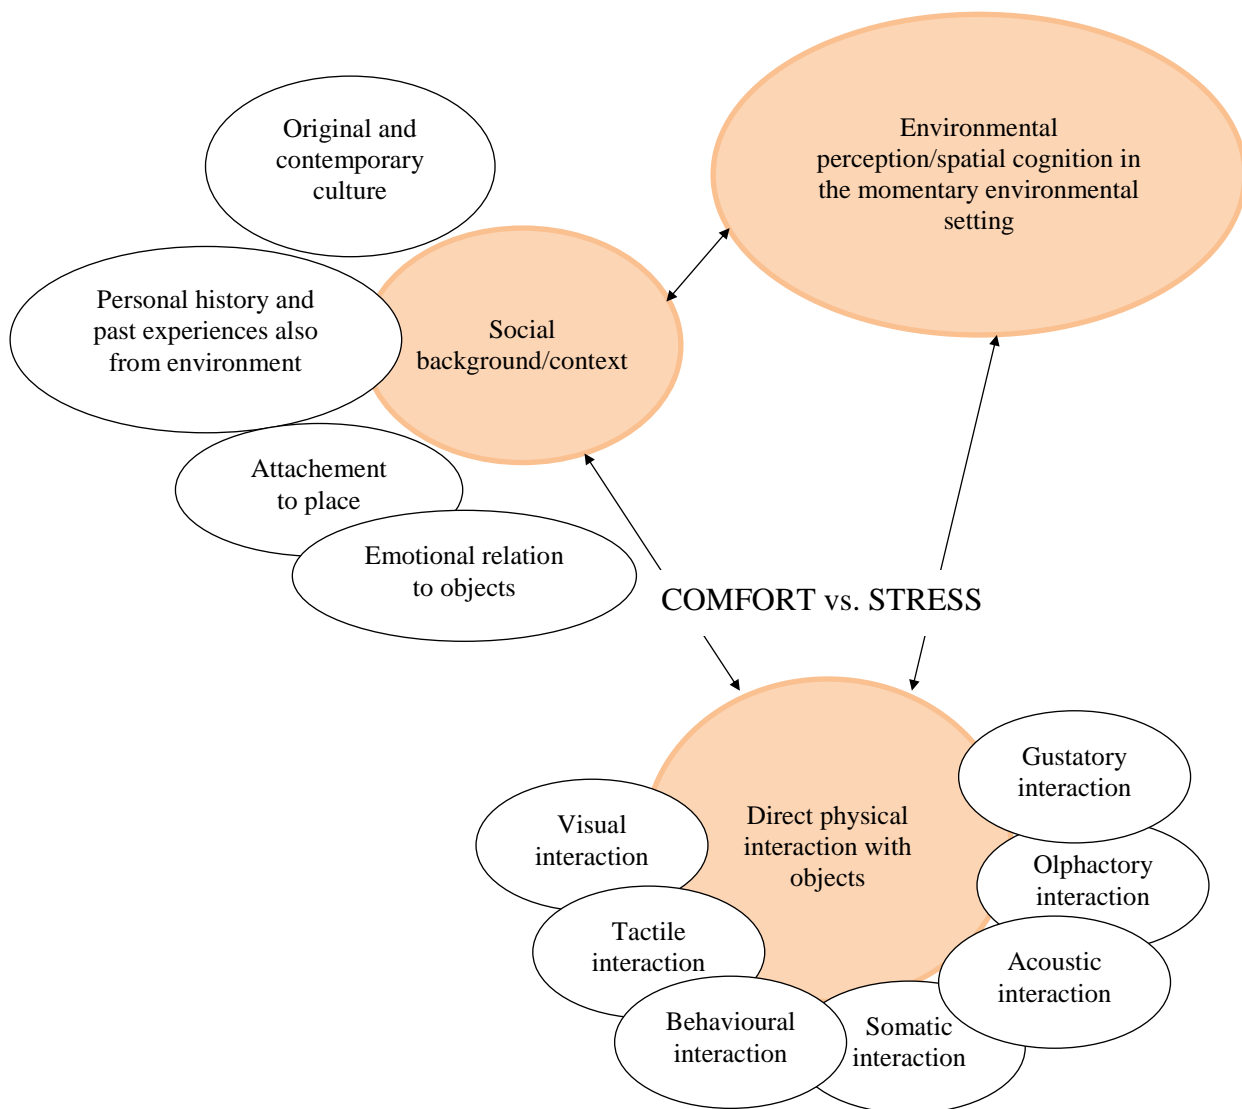 Original and
contemporary
culture
Environmental
perception/spatial cognition in
the momentary environmental
setting
Personal history and
past experiences also
from environment
Social
background/context
Attachement
to place
Emotional relation
to objects
COMFORT vs. STRESS
Gustatory
interaction
Visual
interaction
Direct physical
interaction with
objects
Olphactory
interaction
Tactile
interaction
Acoustic
interaction
Behavioural
interaction
Somatic
interaction